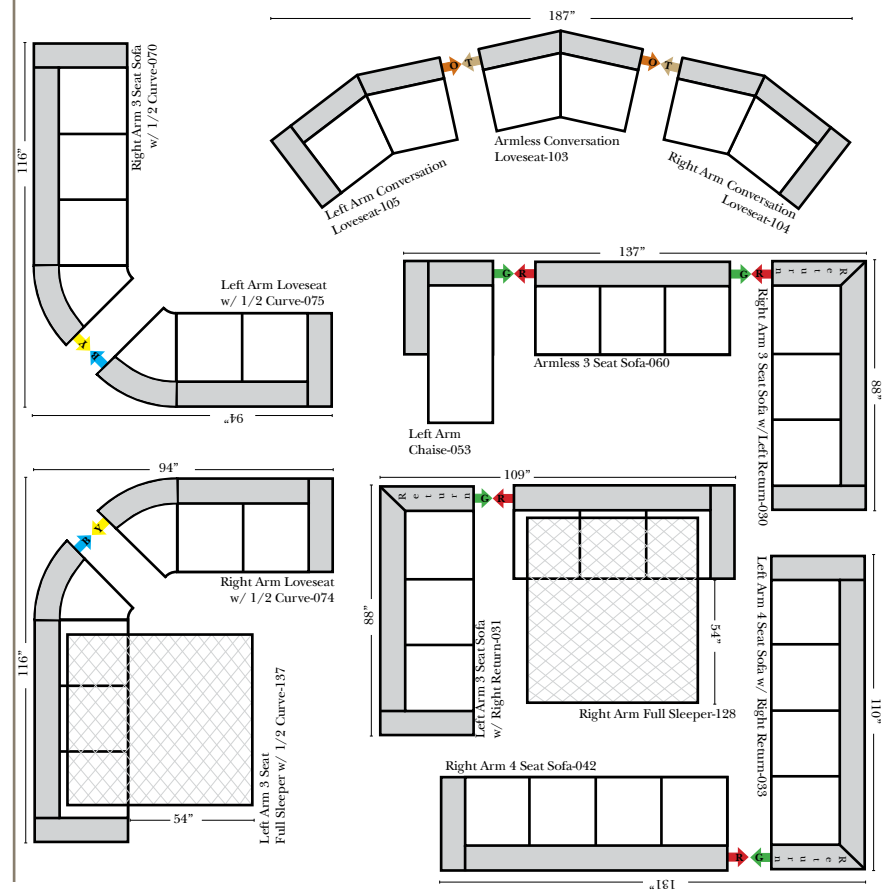 187”
116”
Right Arm 3 Seat Sofa
w/ 1/2 Curve-070
O
T
O
T
Left Arm Conversation
Loveseat-105
Armless Conversation
Loveseat-103
Right Arm Conversation
Loveseat-104
Left Arm Loveseat
w/ 1/2 Curve-075
Y
B
94”
137”
G
R
G
R
Return
Armless 3 Seat Sofa-060
Left Arm
Chaise-053
Right Arm 3 Seat Sofa w/Left Return-030
88”
94”
116”
B
Y
Right Arm Loveseat
w/ 1/2 Curve-074
Left Arm 3 Seat
Full Sleeper w/ 1/2 Curve-137
54”
109”
Return
G
R
88”
Left Arm 3 Seat Sofa
w/ Right Return-031
54”
Right Arm Full Sleeper-128
Left Arm 4 Seat Sofa w/ Right Return-033
110”
Right Arm 4 Seat Sofa-042
R
G
Return
131”